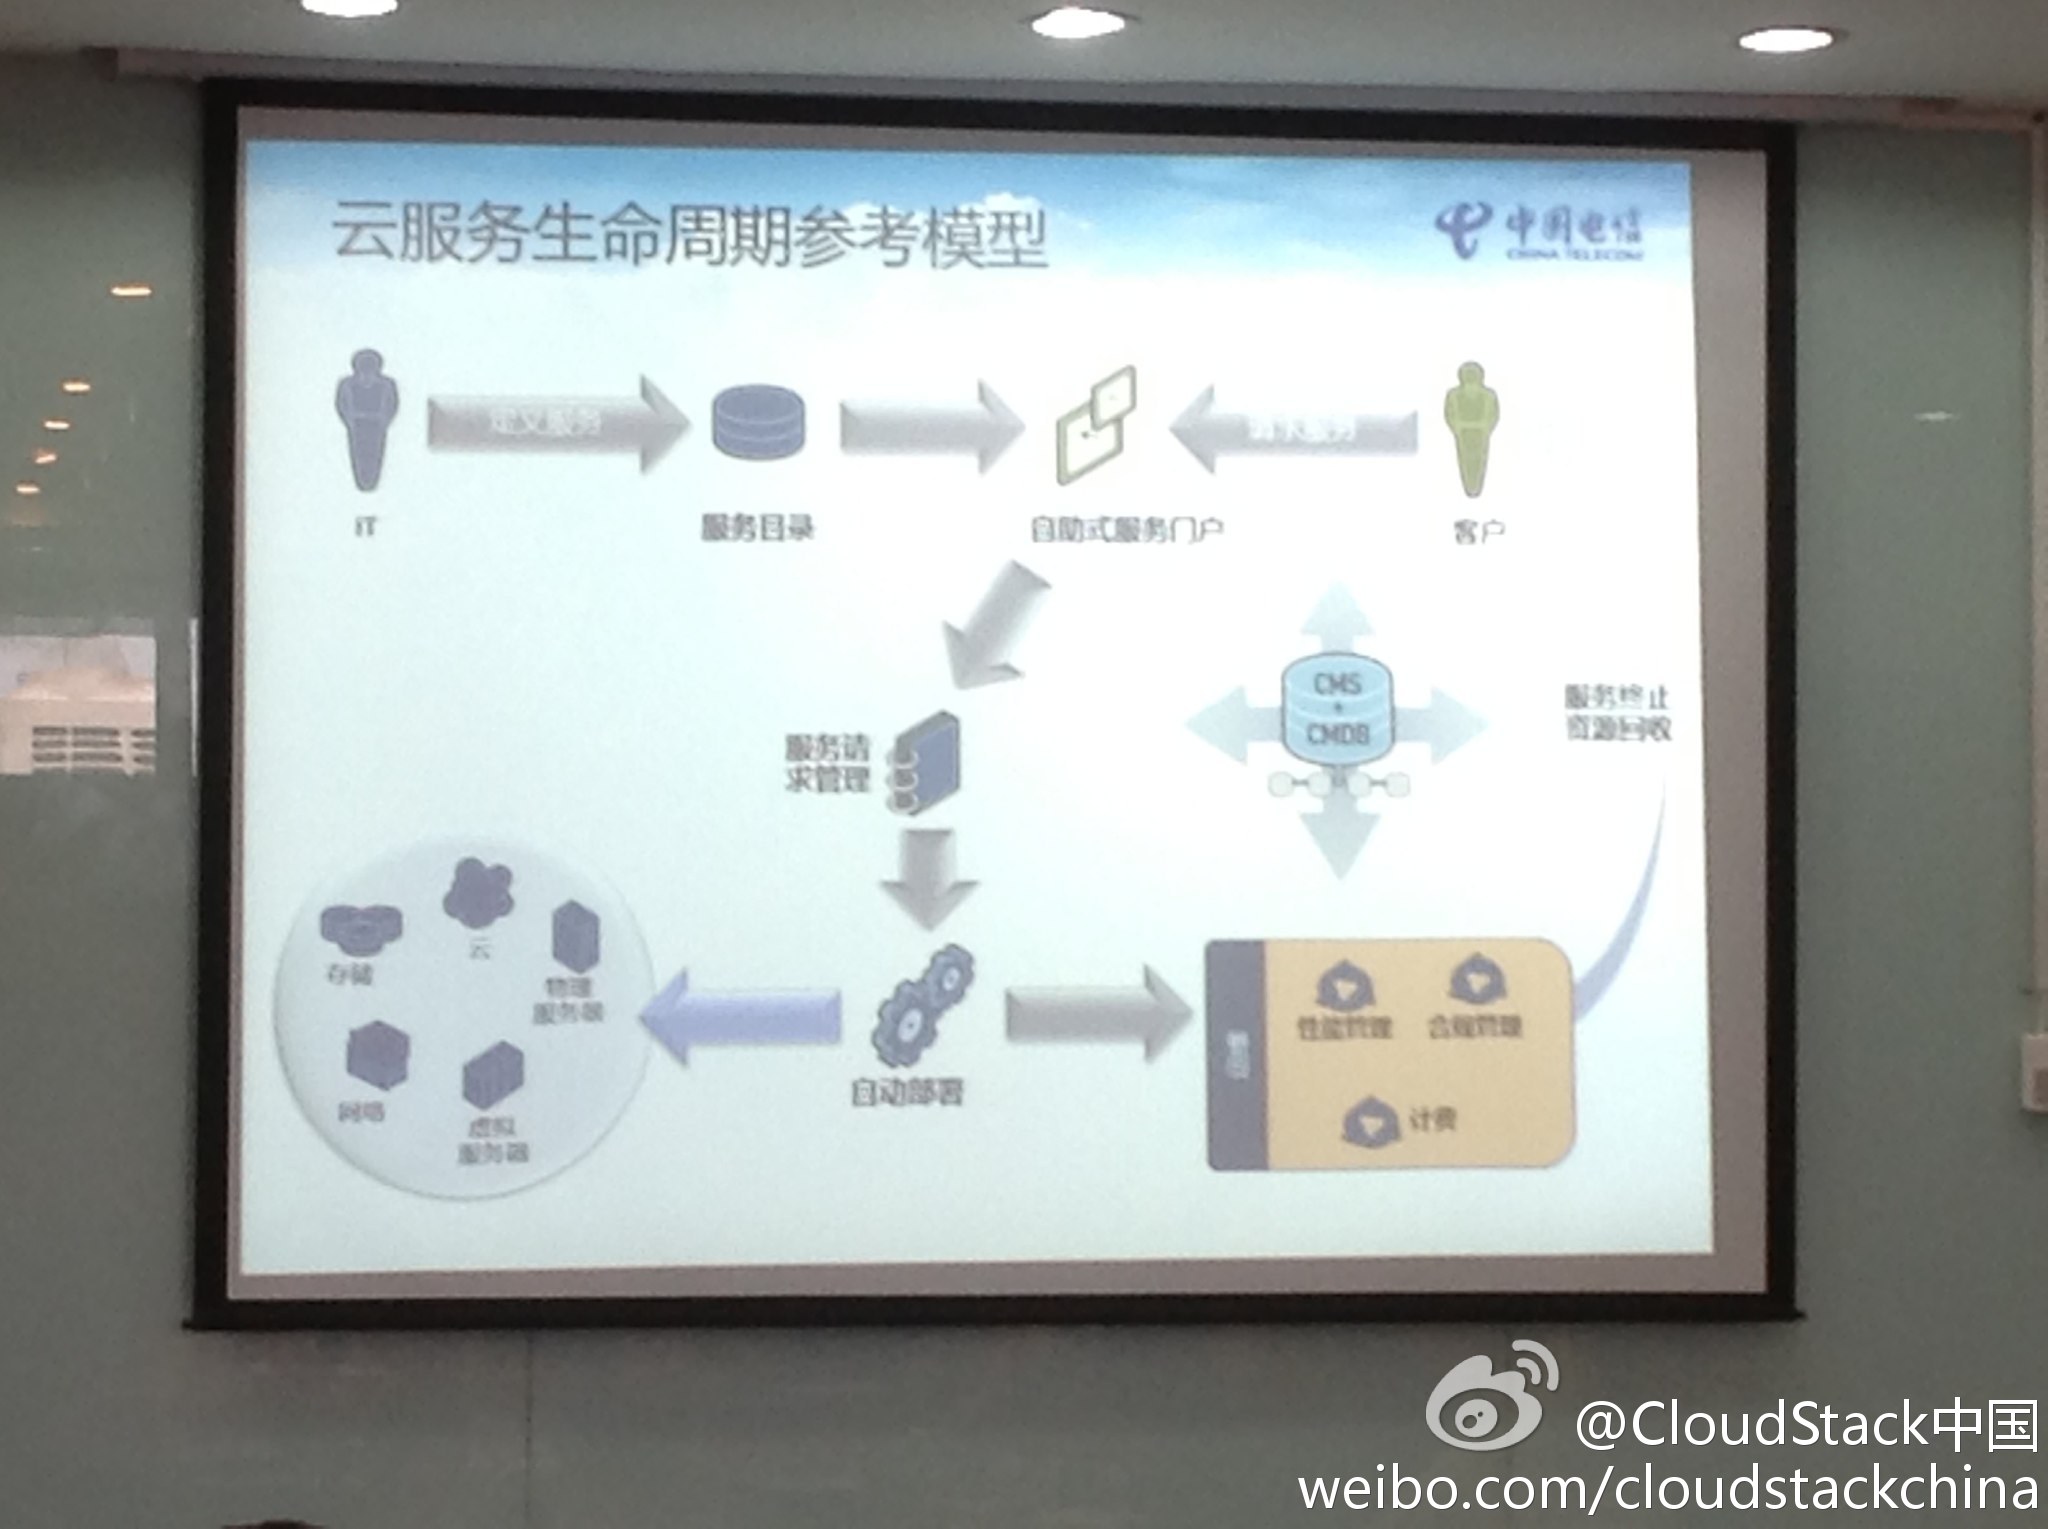 云服务生命周期参考模型
中国电信
CHINA TELECOM
定义服务
请求服务
IT
服务目录
自助式服务门户
客户
CMS
+
CMDB
服务终止
资源回收
服务请
求管理
云
存储
物理
服务器
网络
虚拟
服务器
自动部署
性能管理
合规管理
计费
@CloudStack中国
weibo.com/cloudstackchina